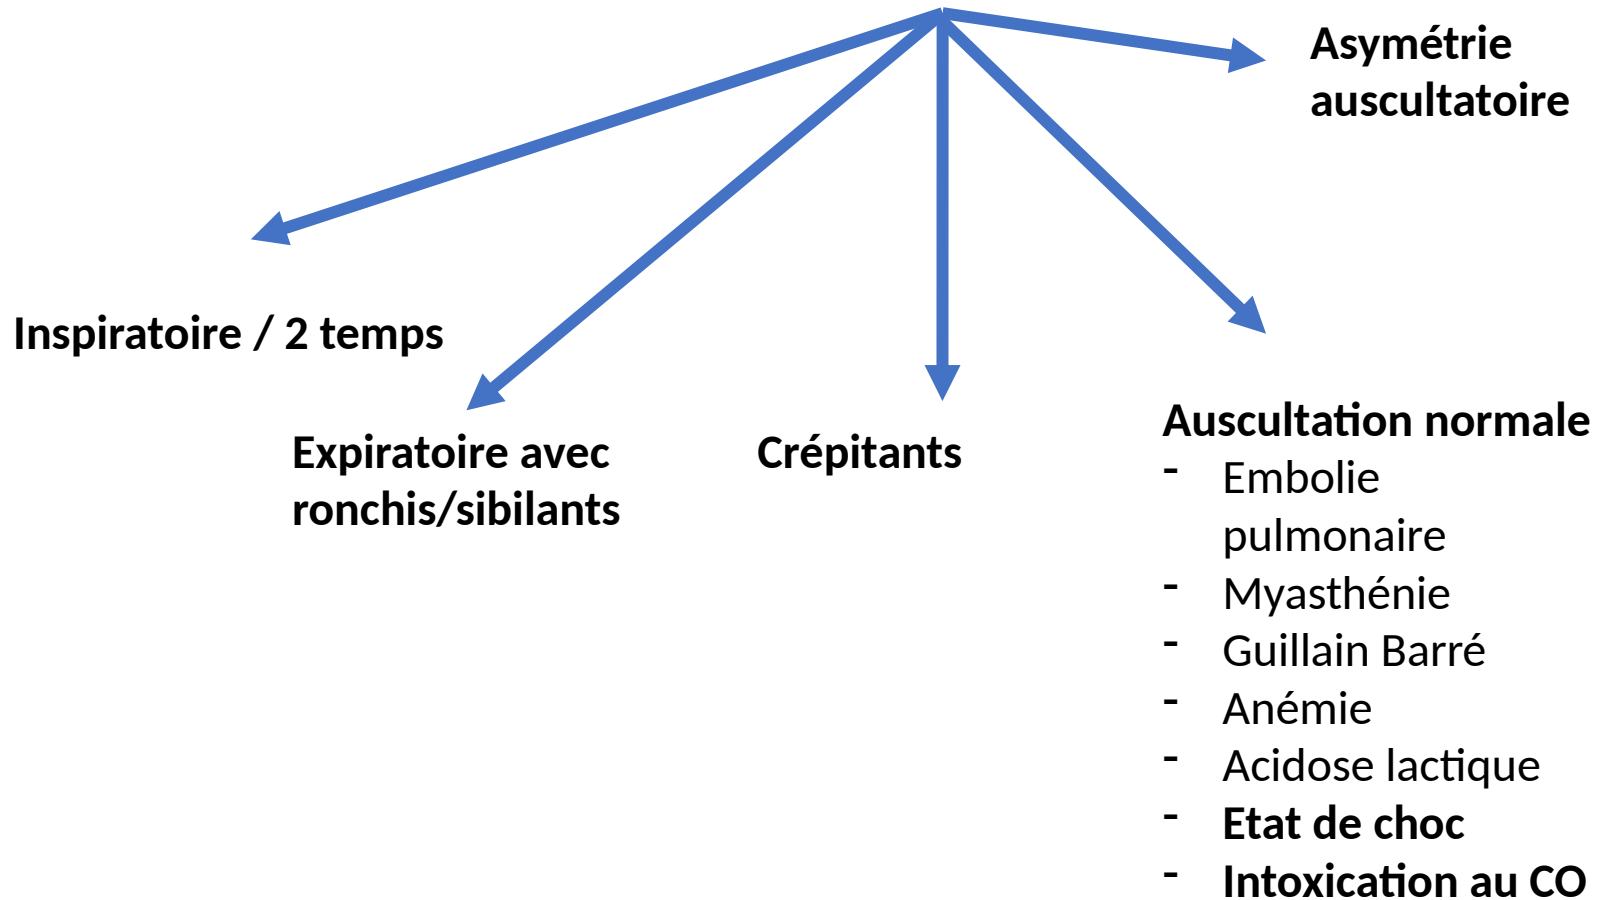 Asymétrie
auscultatoire
Inspiratoire / 2 temps
Expiratoire avec
ronchis/sibilants
Crépitants
Auscultation normale
- Embolie
pulmonaire
- Myasthénie
- Guillain Barré
- Anémie
- Acidose lactique
- Etat de choc
- Intoxication au CO